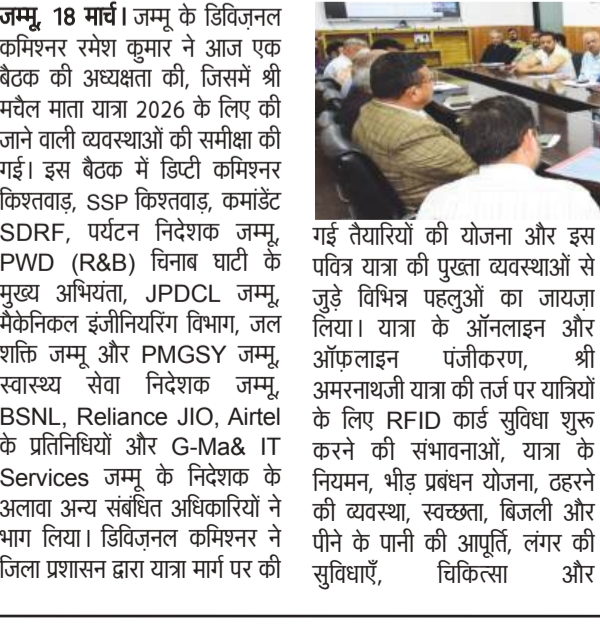 जम्मू, 18 मार्च। जम्मू के डिविज़नल
कमिश्नर रमेश कुमार ने आज एक
बैठक की अध्यक्षता की, जिसमें श्री
मचैल माता यात्रा 2026 के लिए की
जाने वाली व्यवस्थाओं की समीक्षा की
गई। इस बैठक में डिप्टी कमिश्नर
किश्तवाड़, SSP किश्तवाड़, कमांडेंट
SDRF, पर्यटन निदेशक जम्मू,
PWD (R&B) चिनाब घाटी के
मुख्य अभियंता, JPDCL जम्मू,
मैकेनिकल इंजीनियरिंग विभाग, जल
शक्ति जम्मू और PMGSY जम्मू,
स्वास्थ्य सेवा निदेशक जम्मू,
BSNL, Reliance JIO, Airtel
के प्रतिनिधियों और G-Ma& IT
Services जम्मू के निदेशक के
अलावा अन्य संबंधित अधिकारियों ने
भाग लिया। डिविज़नल कमिश्नर ने
जिला प्रशासन द्वारा यात्रा मार्ग पर की
गई तैयारियों की योजना और इस
पवित्र यात्रा की पुख्ता व्यवस्थाओं से
जुड़े विभिन्न पहलुओं का जायज़ा
लिया। यात्रा के ऑनलाइन और
ऑफ़लाइन पंजीकरण, श्री
अमरनाथजी यात्रा की तर्ज पर यात्रियों
के लिए RFID कार्ड सुविधा शुरू
करने की संभावनाओं, यात्रा के
नियमन, भीड़ प्रबंधन योजना, ठहरने
की व्यवस्था, स्वच्छता, बिजली और
पीने के पानी की आपूर्ति, लंगर की
सुविधाएँ, चिकित्सा और